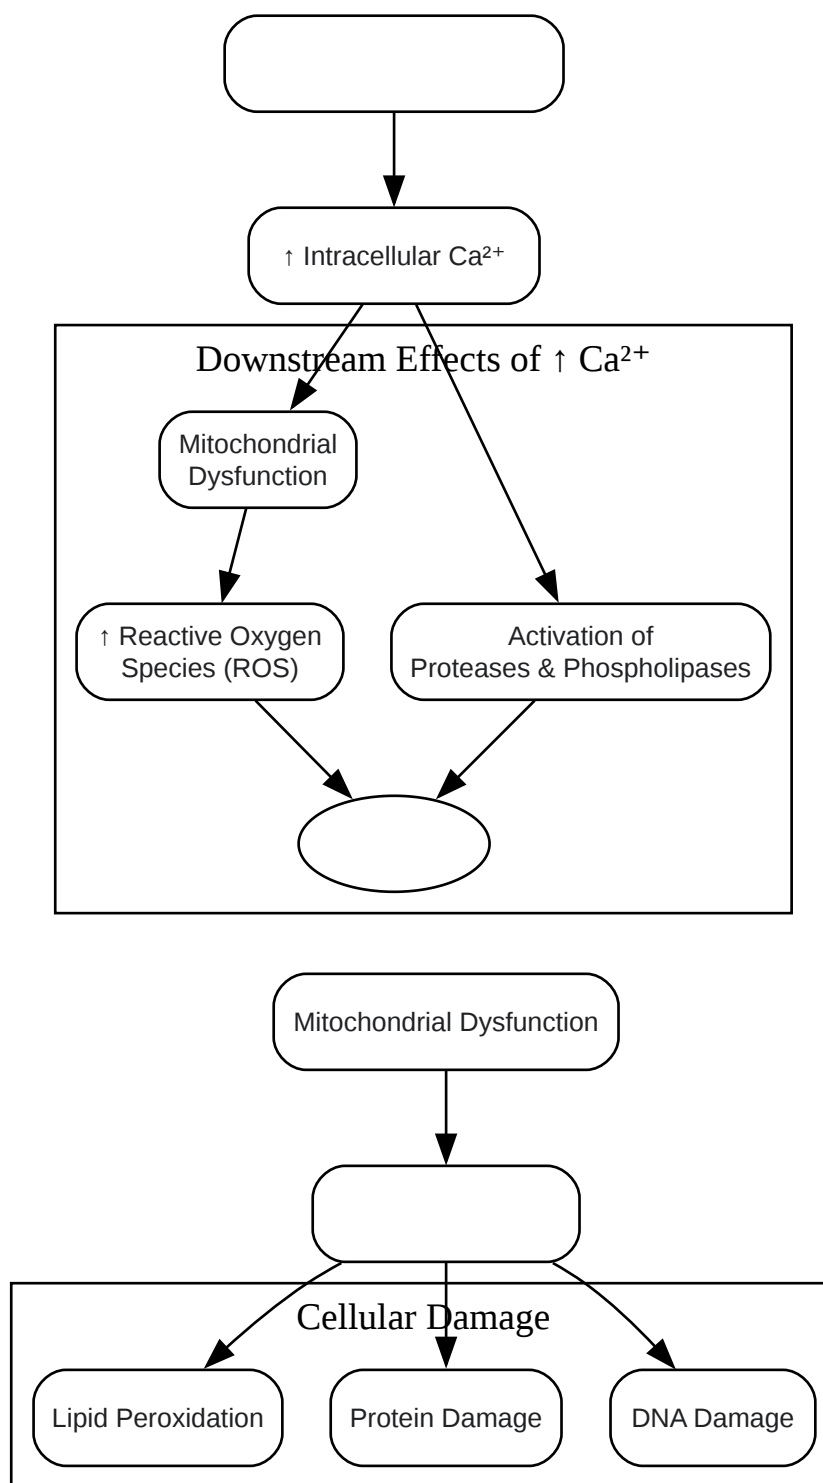 ↑ Intracellular Ca²⁺
Downstream Effects of ↑ Ca²⁺
Mitochondrial
Dysfunction
↑ Reactive Oxygen
Species (ROS)
Activation of
Proteases & Phospholipases
Mitochondrial Dysfunction
Cellular Damage
Lipid Peroxidation
Protein Damage
DNA Damage